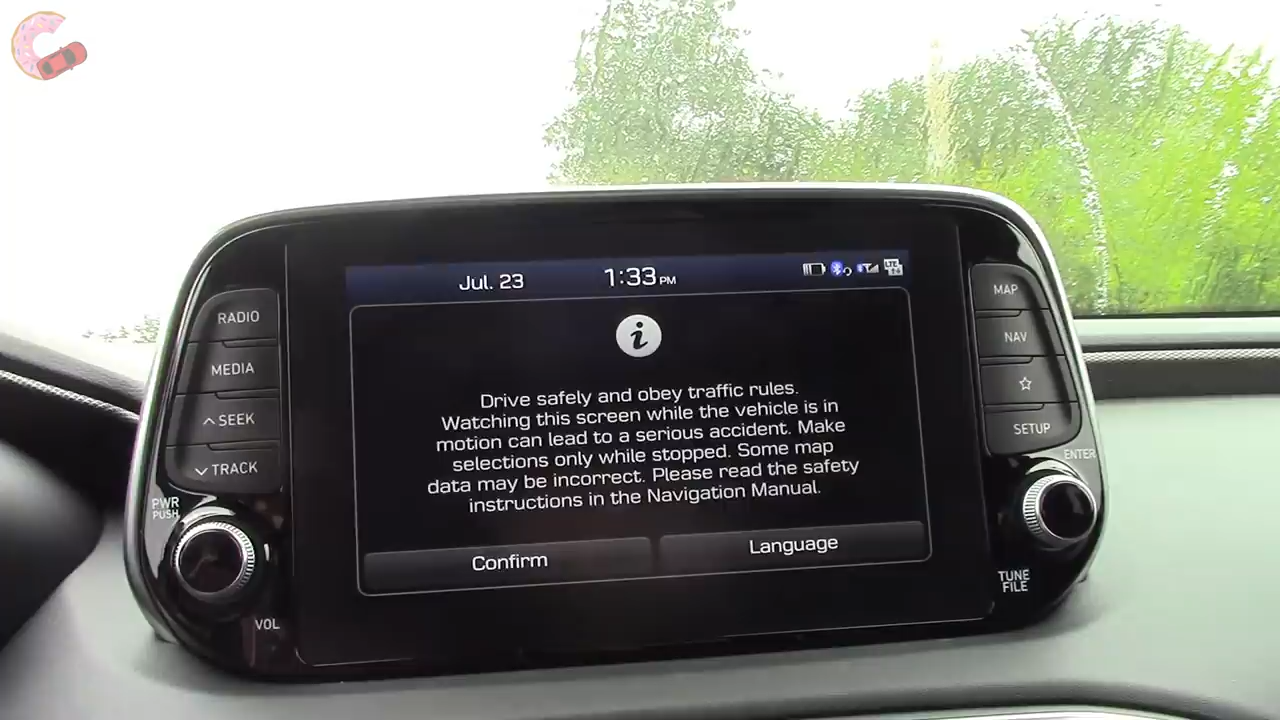 Jul. 23
1:33 PM
LTE
RADIO
MEDIA
SEEK
TRACK
PWR
PUSH
VOL
i
Drive safely and obey traffic rules.
Watching this screen while the vehicle is in
motion can lead to a serious accident. Make
selections only while stopped. Some map
data may be incorrect. Please read the safety
instructions in the Navigation Manual.
Confirm
Language
MAP
NAV
SETUP
ENTER
TUNE
FILE